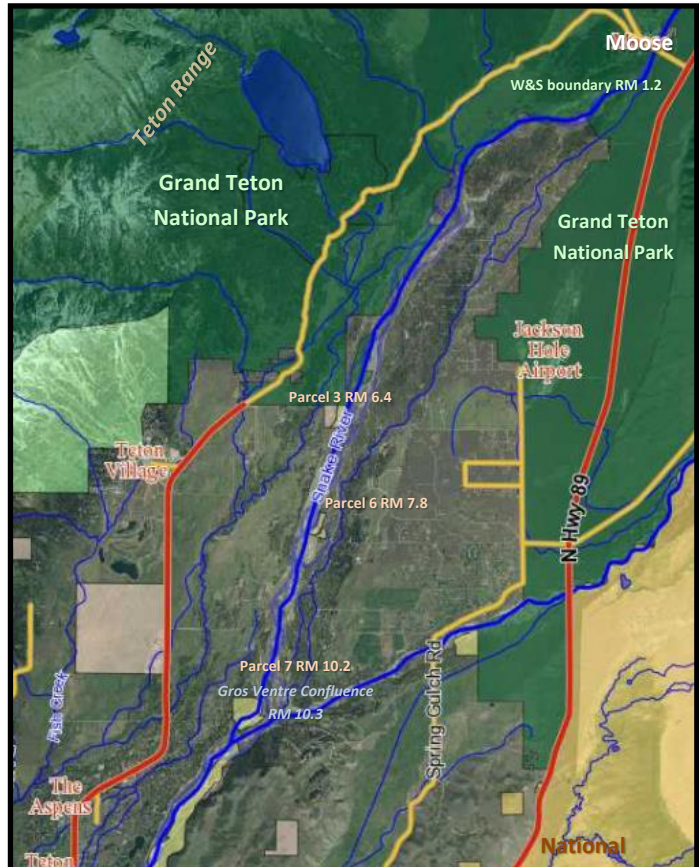 Moose
W&S boundary RM 1.2
Teton Range
Grand Teton
National Park
Grand Teton
National Park
Jackson
Hole
Airport
Parcel 3 RM 6.4
Snake River
Teton
Village
Parcel 6 RM 7.8
N Hwy 89
Parcel 7 RM 10.2
Gros Ventre Confluence
RM 10.3
Spring Gulch Rd
Fish Creek
The
Aspens
Teton
National